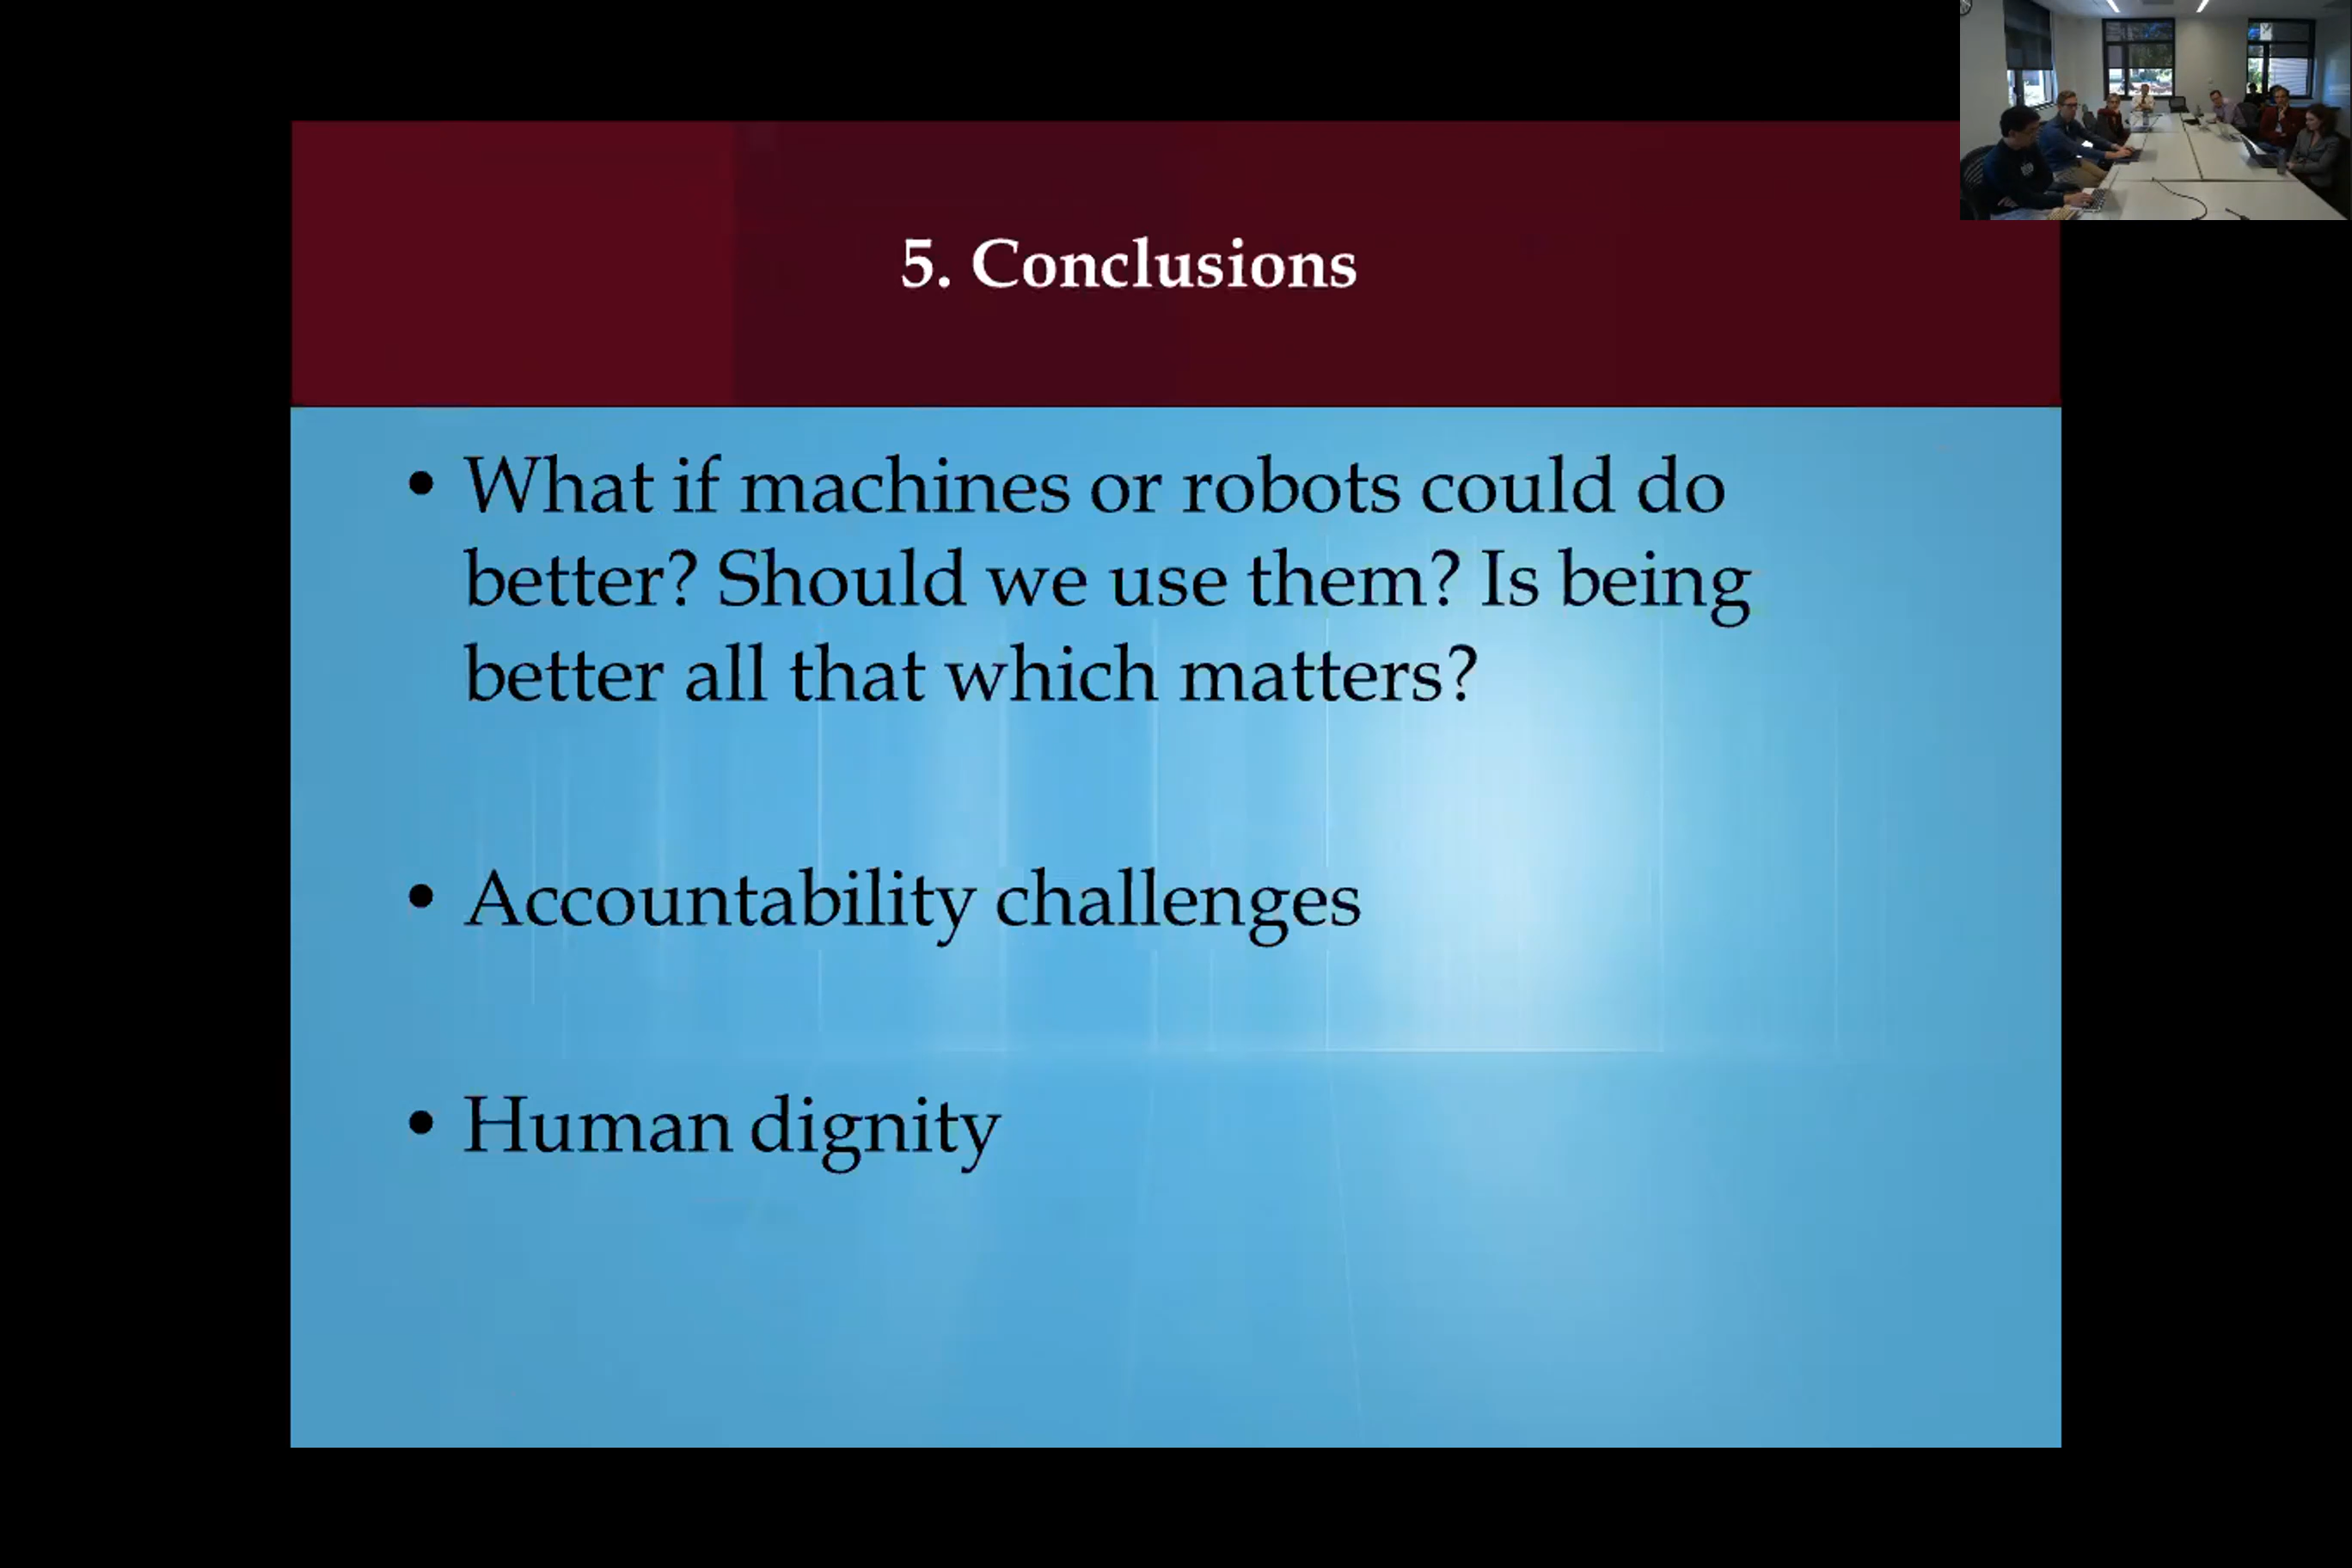 5. Conclusions
• What if machines or robots could do
better? Should we use them? Is being
better all that which matters?
• Accountability challenges
• Human dignity